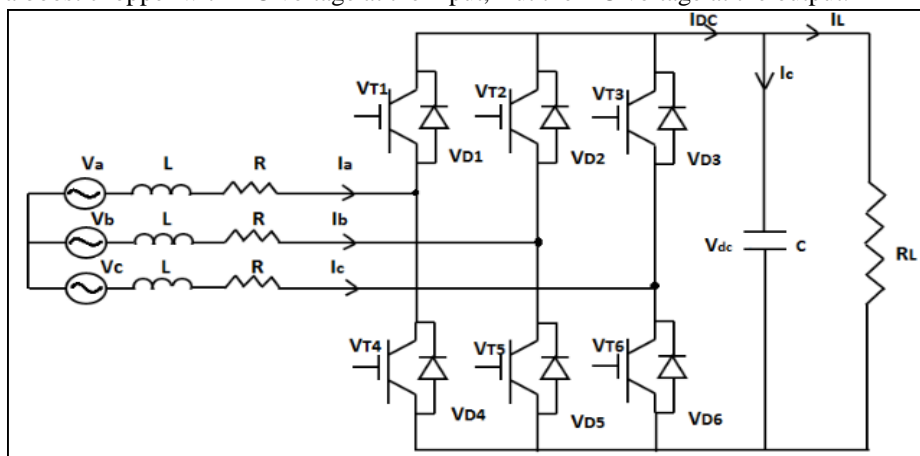 IDC IL
VT1 VT2 VT3 Ic
VD1 VD2 VD3
Va L R Ia
Vb L R Ib
Vc L R Ic
Vdc C RL
VT4 VT5 VT6
VD4 VD5 VD6